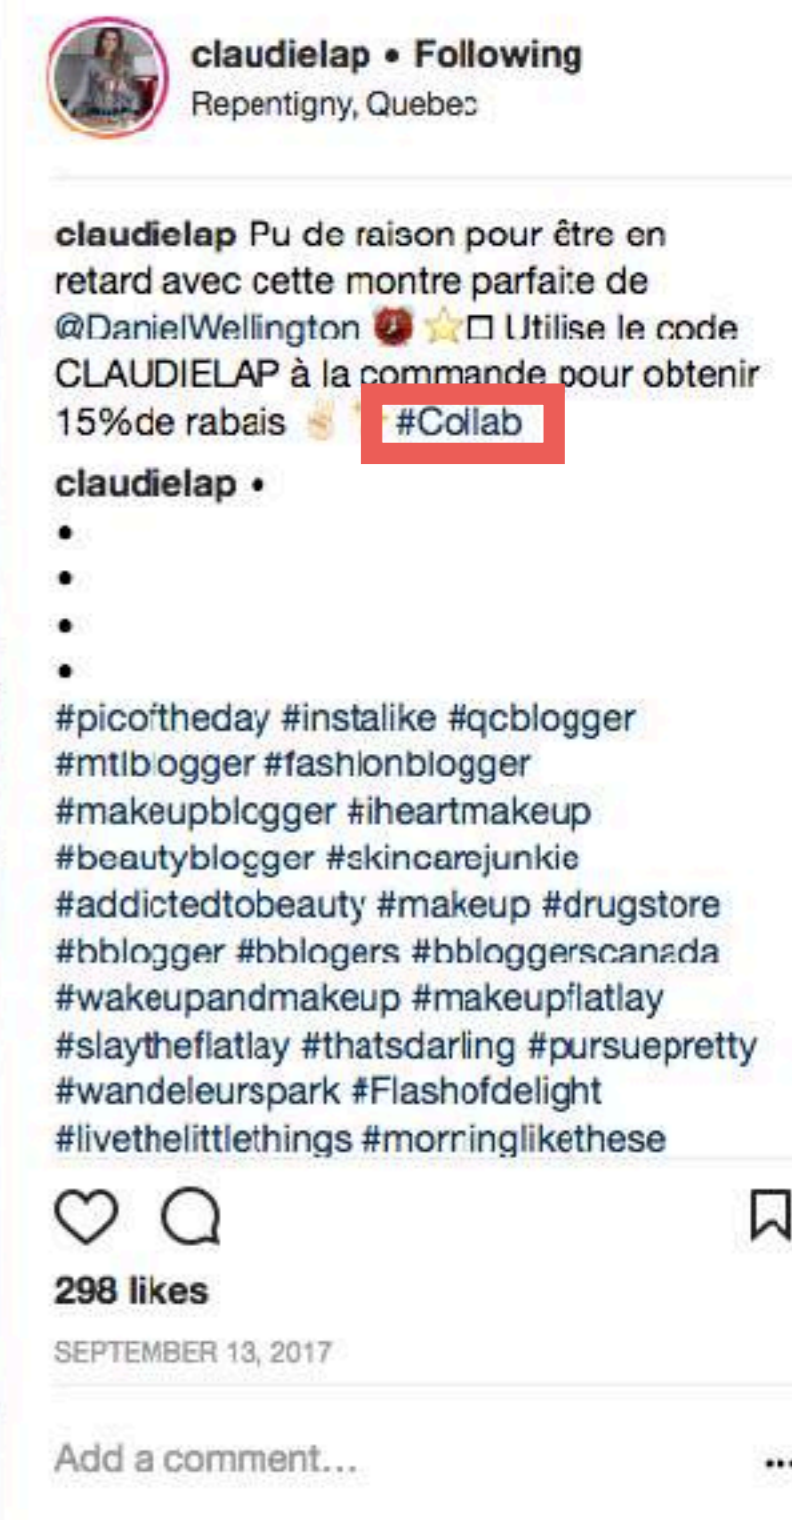 claudielap • Following
Repentigny, Quebec
claudielap Pu de raison pour être en
retard avec cette montre parfaite de
@DanielWellington ⏰ ⭐□ Utilise le code
CLAUDIELAP à la commande pour obtenir
15%de rabais ✌🏻 ✨ #Collab
claudielap •
•
•
•
•
#picoftheday #instalike #qcblogger
#mtlblogger #fashionblogger
#makeupblogger #iheartmakeup
#beautyblogger #skincarejunkie
#addictedtobeauty #makeup #drugstore
#bblogger #bblogers #bbloggerscanada
#wakeupandmakeup #makeupflatlay
#slaytheflatlay #thatsdarling #pursuepretty
#wandeleurspark #Flashofdelight
#livethelittlethings #morninglikethese
298 likes
SEPTEMBER 13, 2017
Add a comment...